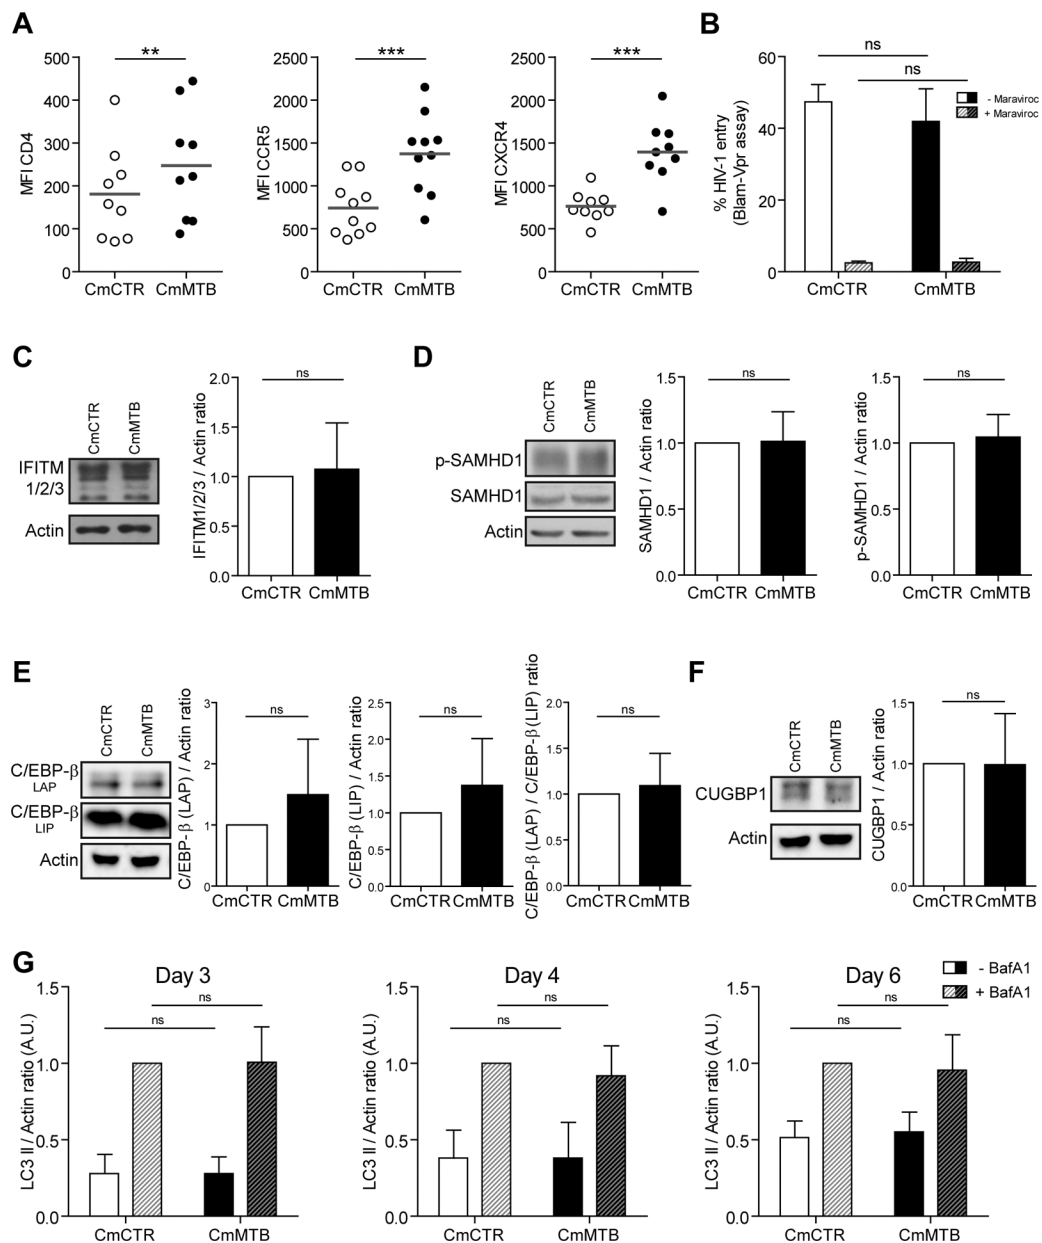 A
B
** *** ***
ns
ns
500
400
300
200
100
0
MFI CD4
CmCTR CmMTB
2500
2000
1500
1000
500
0
MFI CCR5
CmCTR CmMTB
2500
2000
1500
1000
500
0
MFI CXCR4
CmCTR CmMTB
60
40
20
0
% HIV-1 entry
(Blam-Vpr assay)
- Maraviroc
+ Maraviroc
CmCTR CmMTB
C
CmCTR
CmMTB
IFITM
1/2/3
Actin
IFITM1/2/3 / Actin ratio
2.0
1.5
1.0
0.5
0.0
ns
CmCTR CmMTB
D
CmCTR
CmMTB
p-SAMHD1
SAMHD1
Actin
SAMHD1 / Actin ratio
1.5
1.0
0.5
0.0
ns
CmCTR CmMTB
p-SAMHD1 / Actin ratio
1.5
1.0
0.5
0.0
ns
CmCTR CmMTB
E
CmCTR
CmMTB
C/EBP-β
LAP
C/EBP-β
LIP
Actin
C/EBP-β (LAP) / Actin ratio
3
2
1
0
ns
CmCTR CmMTB
C/EBP-β (LIP) / Actin ratio
2.5
2.0
1.5
1.0
0.5
0.0
ns
CmCTR CmMTB
C/EBP-β (LAP) / C/EBP-β (LIP) ratio
2.0
1.5
1.0
0.5
0.0
ns
CmCTR CmMTB
F
CmCTR
CmMTB
CUGBP1
Actin
CUGBP1 / Actin ratio
1.5
1.0
0.5
0.0
ns
CmCTR CmMTB
G
Day 3
LC3 II / Actin ratio (A.U.)
1.5
1.0
0.5
0.0
ns
ns
CmCTR CmMTB
Day 4
LC3 II / Actin ratio (A.U.)
1.5
1.0
0.5
0.0
ns
ns
CmCTR CmMTB
Day 6
LC3 II / Actin ratio (A.U.)
1.5
1.0
0.5
0.0
ns
ns
CmCTR CmMTB
- BafA1
+ BafA1